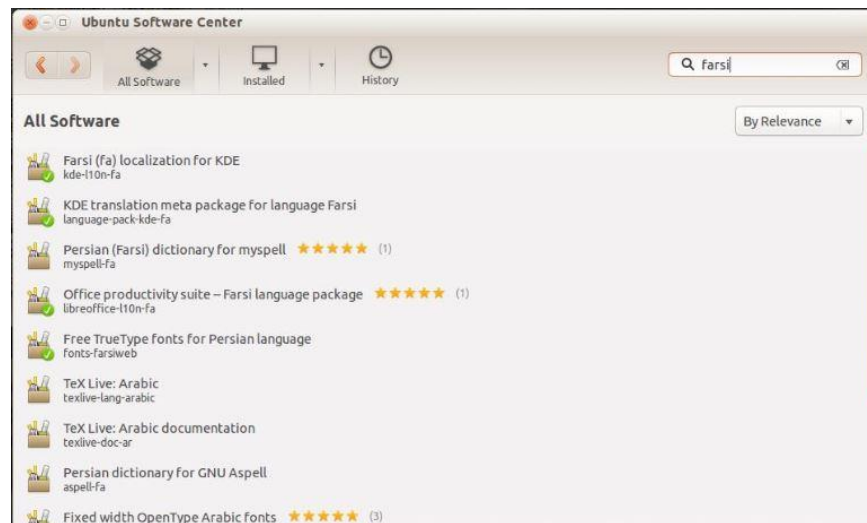 Ubuntu Software Center
All Software
Installed
History
farsi
All Software
By Relevance
Farsi (fa) localization for KDE
kde-l10n-fa
KDE translation meta package for language Farsi
language-pack-kde-fa
Persian (Farsi) dictionary for myspell (1)
myspell-fa
Office productivity suite – Farsi language package (1)
libreoffice-l10n-fa
Free TrueType fonts for Persian language
fonts-farsiweb
TeX Live: Arabic
texlive-lang-arabic
TeX Live: Arabic documentation
texlive-doc-ar
Persian dictionary for GNU Aspell
aspell-fa
Fixed width OpenType Arabic fonts (3)